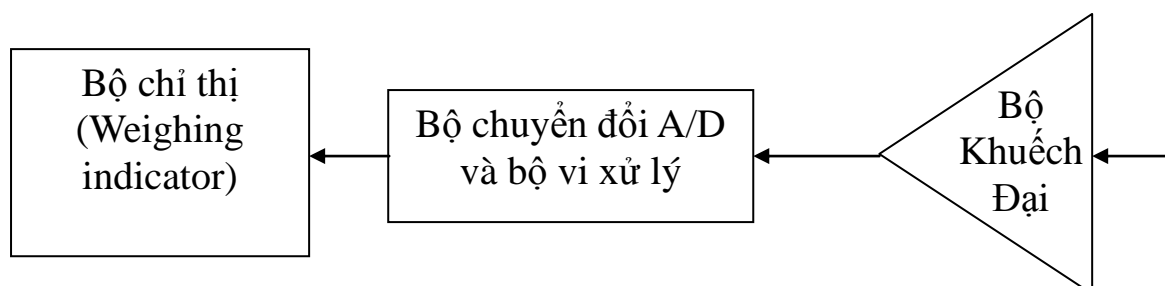 Bộ chỉ thị
(Weighing
indicator)
Bộ chuyển đổi A/D
và bộ vi xử lý
Bộ
Khuếch
Đại